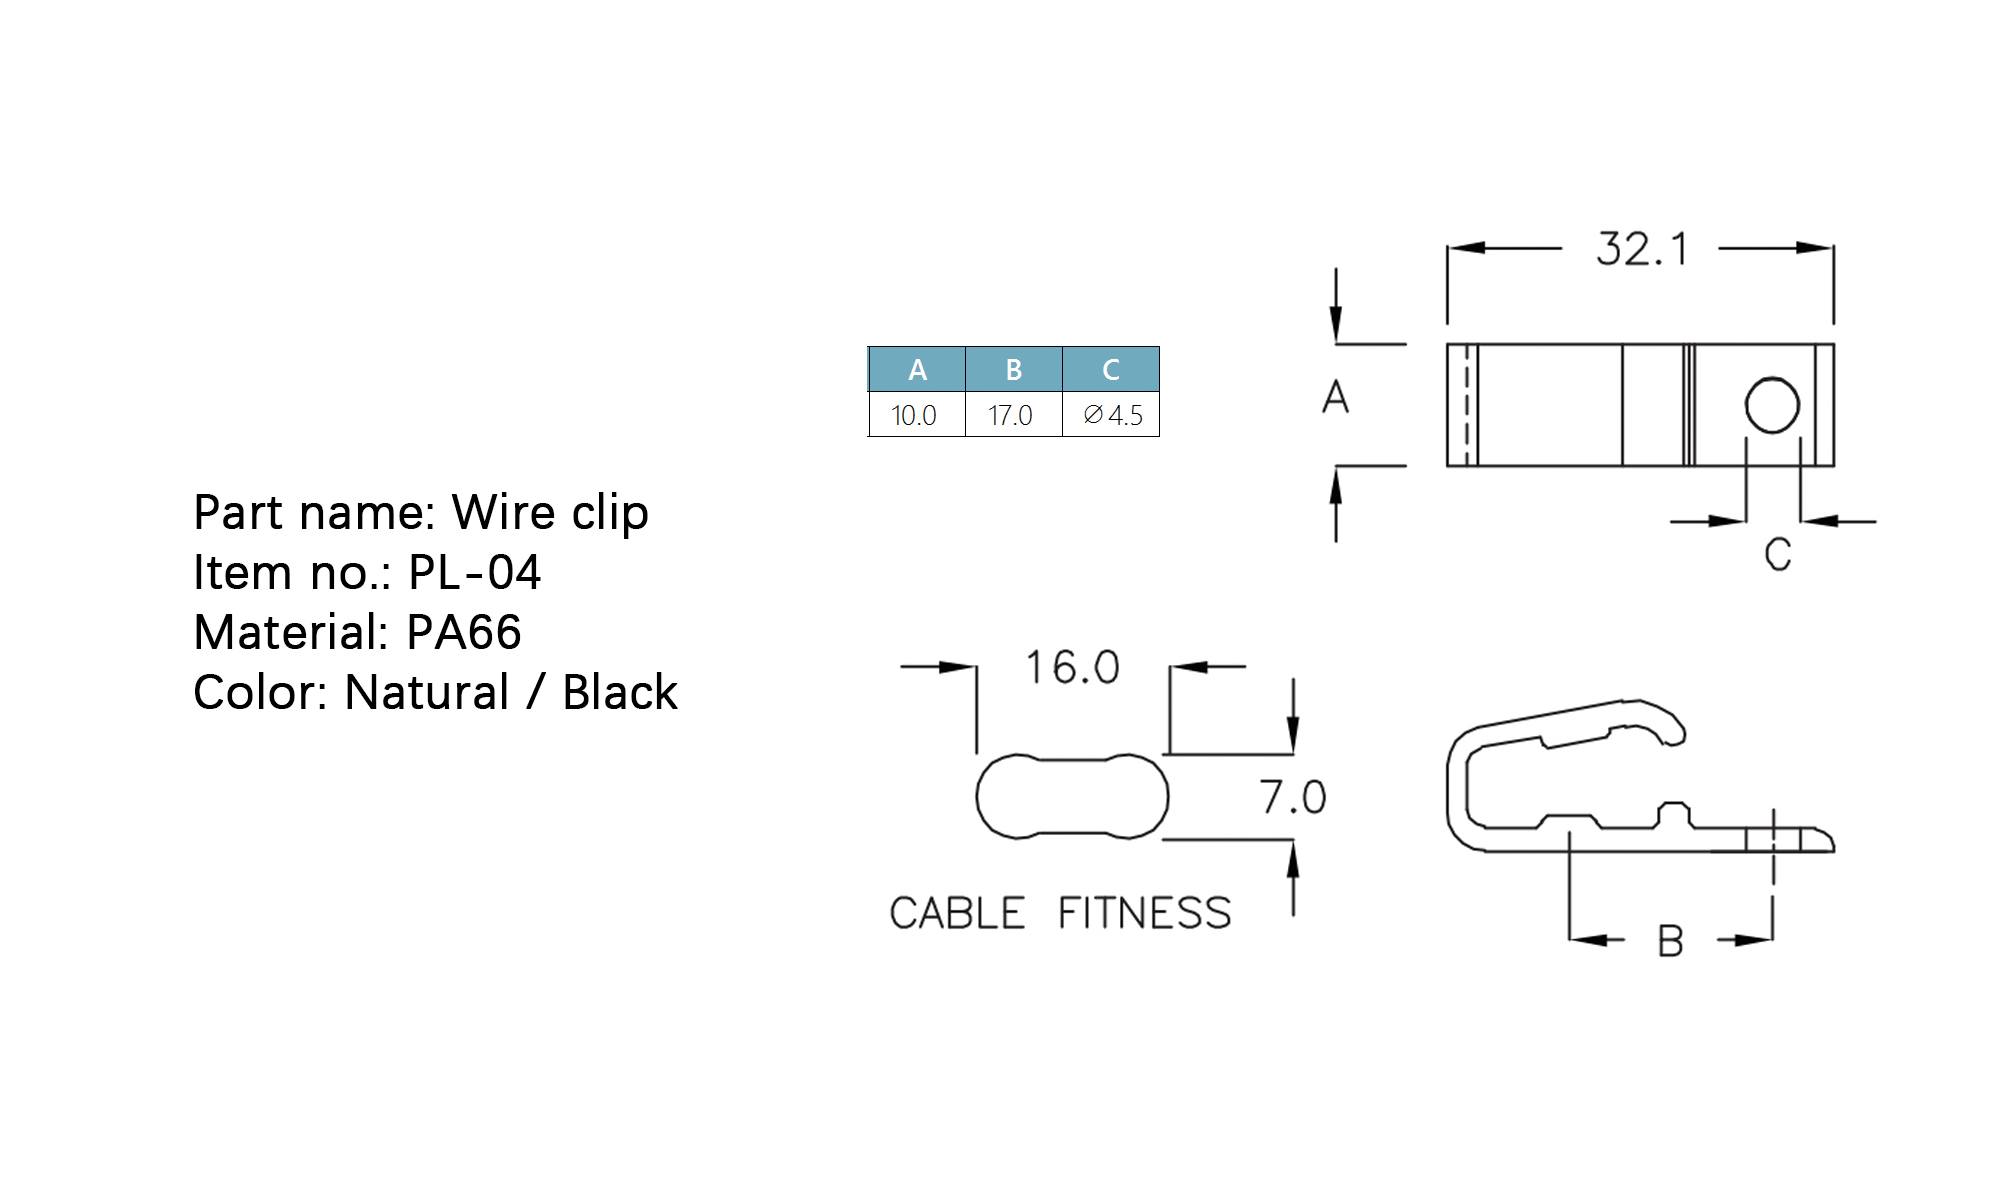 Part name: Wire clip
Item no.: PL-04
Material: PA66
Color: Natural / Black
A B C
10.0 17.0 ∅4.5
32.1
A
C
16.0
7.0
CABLE FITNESS
B